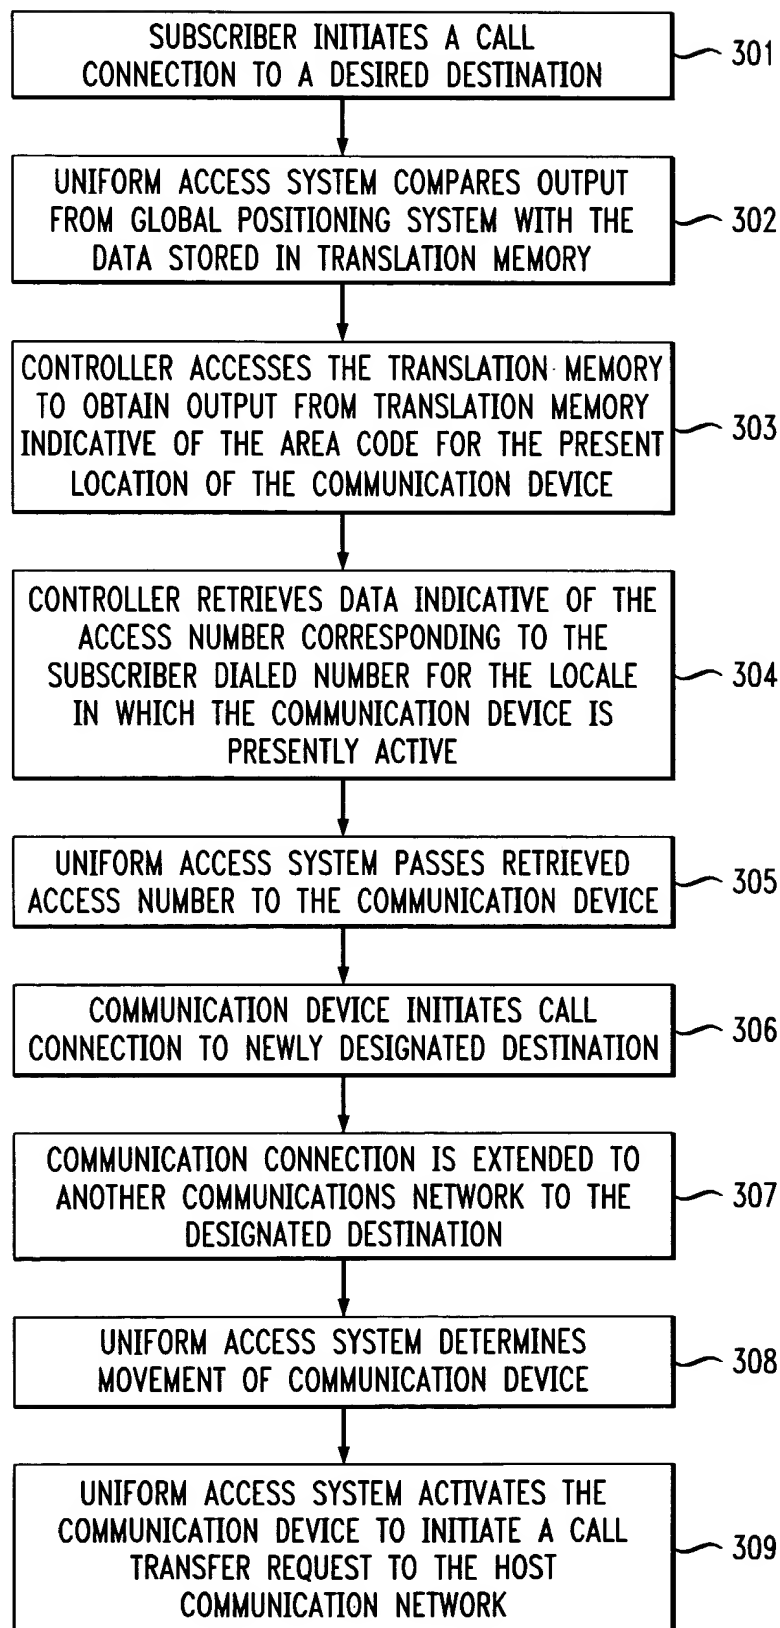 SUBSCRIBER INITIATES A CALL
CONNECTION TO A DESIRED DESTINATION
301
UNIFORM ACCESS SYSTEM COMPARES OUTPUT
FROM GLOBAL POSITIONING SYSTEM WITH THE
DATA STORED IN TRANSLATION MEMORY
302
CONTROLLER ACCESSES THE TRANSLATION MEMORY
TO OBTAIN OUTPUT FROM TRANSLATION MEMORY
INDICATIVE OF THE AREA CODE FOR THE PRESENT
LOCATION OF THE COMMUNICATION DEVICE
303
CONTROLLER RETRIEVES DATA INDICATIVE OF THE
ACCESS NUMBER CORRESPONDING TO THE
SUBSCRIBER DIALED NUMBER FOR THE LOCALE
IN WHICH THE COMMUNICATION DEVICE IS
PRESENTLY ACTIVE
304
UNIFORM ACCESS SYSTEM PASSES RETRIEVED
ACCESS NUMBER TO THE COMMUNICATION DEVICE
305
COMMUNICATION DEVICE INITIATES CALL
CONNECTION TO NEWLY DESIGNATED DESTINATION
306
COMMUNICATION CONNECTION IS EXTENDED TO
ANOTHER COMMUNICATIONS NETWORK TO THE
DESIGNATED DESTINATION
307
UNIFORM ACCESS SYSTEM DETERMINES
MOVEMENT OF COMMUNICATION DEVICE
308
UNIFORM ACCESS SYSTEM ACTIVATES THE
COMMUNICATION DEVICE TO INITIATE A CALL
TRANSFER REQUEST TO THE HOST
COMMUNICATION NETWORK
309